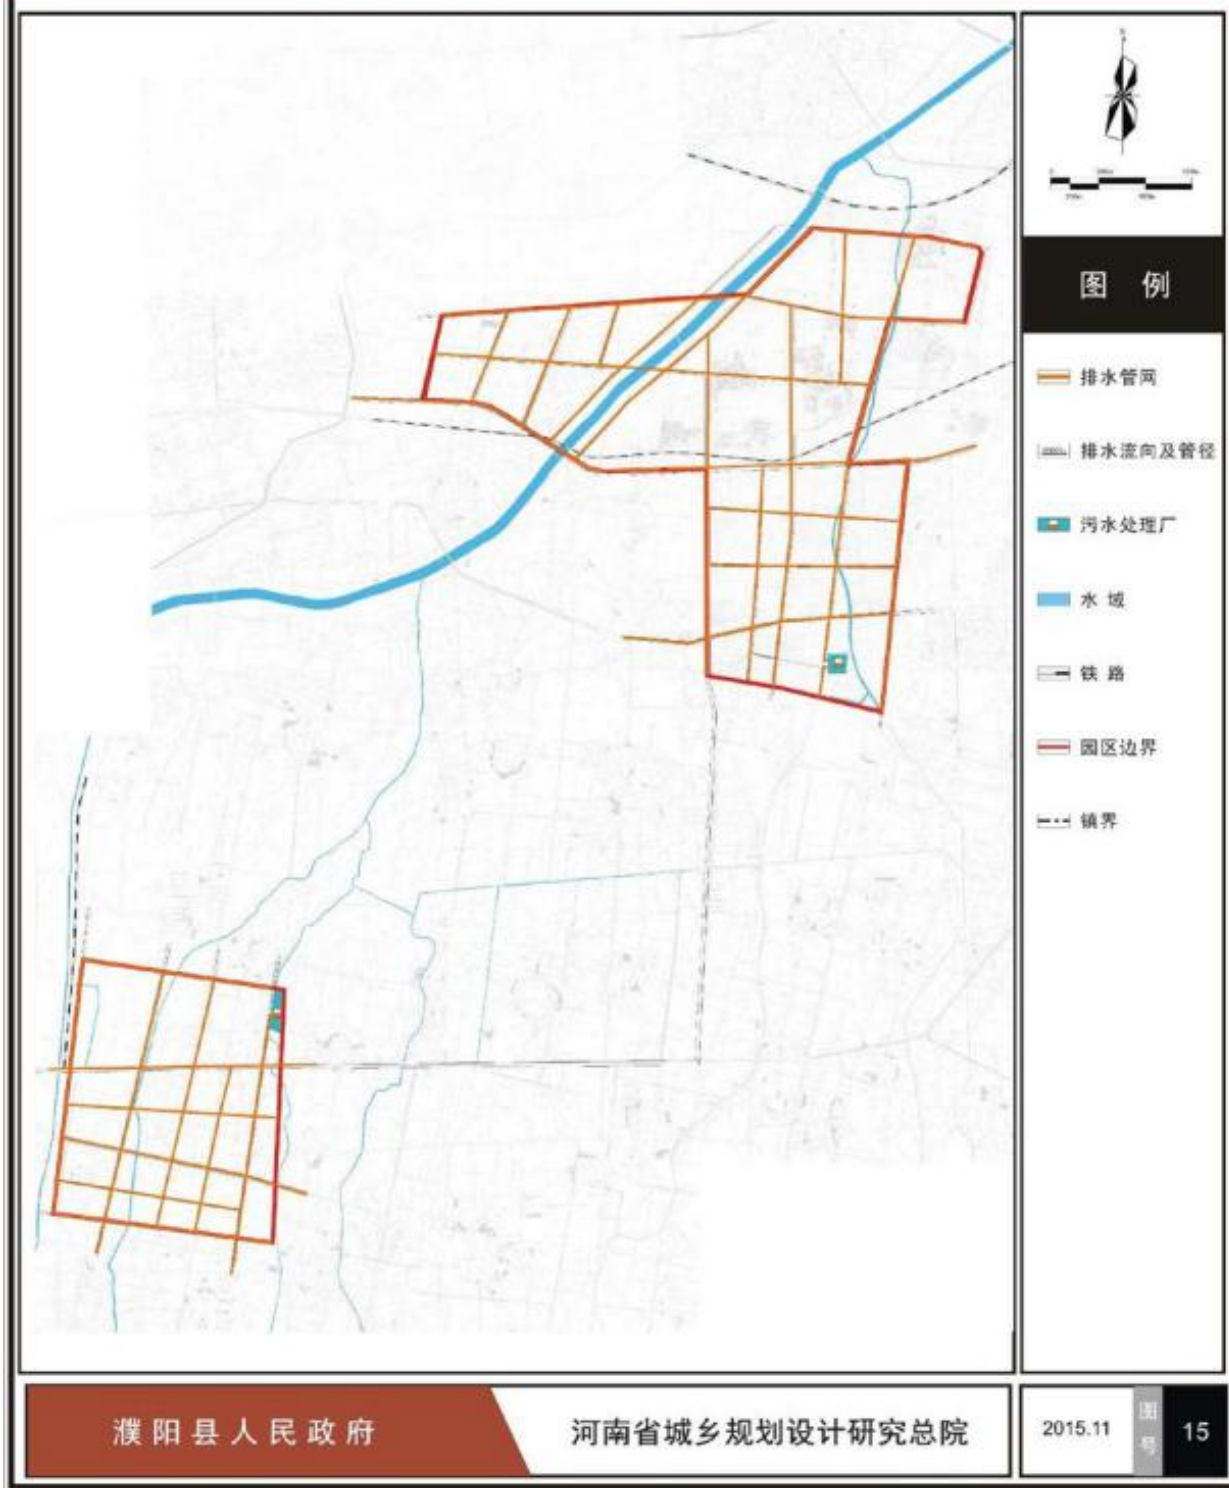 图 例
排水管网
排水流向及管径
污水处理厂
水 域
铁 路
园区边界
镇界
濮阳县人民政府
河南省城乡规划设计研究总院
2015.11
图号
15